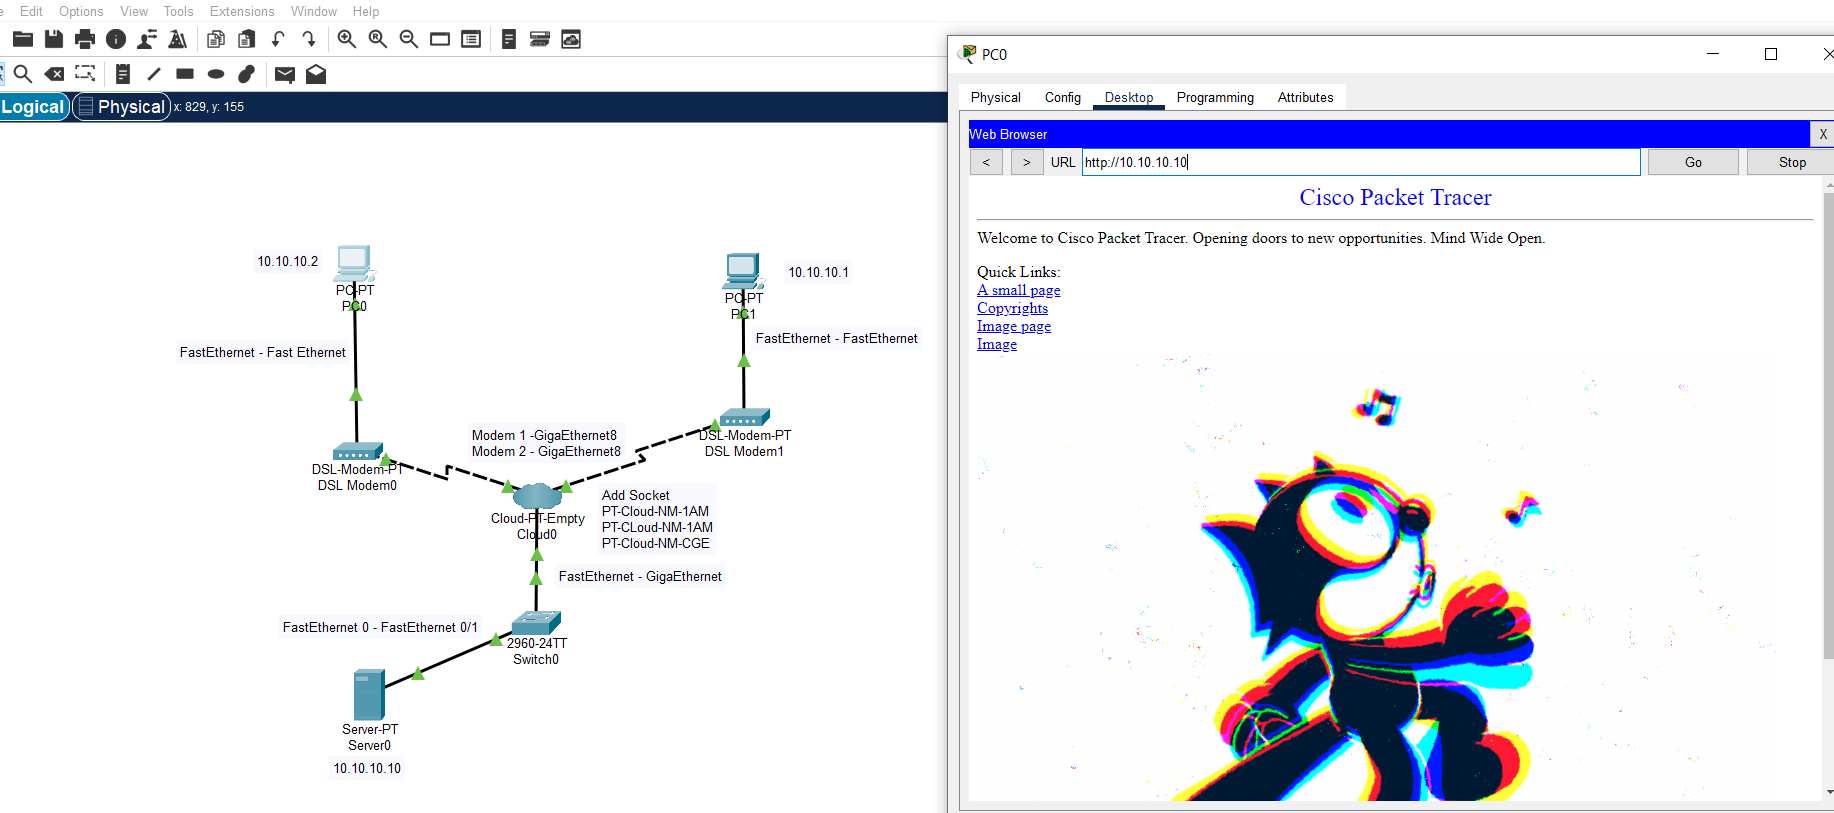 Edit Options View Tools Extensions Window Help
Logical Physical x: 829, y: 155
10.10.10.2
PC-PT
PC0
10.10.10.1
PC-PT
PC1
FastEthernet - Fast Ethernet
FastEthernet - FastEthernet
Modem 1 -GigaEthernet8
Modem 2 - GigaEthernet8
DSL-Modem-PT
DSL Modem1
DSL-Modem-PT
DSL Modem0
Cloud-PT-Empty
Cloud0
Add Socket
PT-Cloud-NM-1AM
PT-CLoud-NM-1AM
PT-Cloud-NM-CGE
FastEthernet - GigaEthernet
FastEthernet 0 - FastEthernet 0/1
2960-24TT
Switch0
Server-PT
Server0
10.10.10.10
PC0
Physical Config Desktop Programming Attributes
Web Browser X
< > URL http://10.10.10.10 Go Stop
Cisco Packet Tracer
Welcome to Cisco Packet Tracer. Opening doors to new opportunities. Mind Wide Open.
Quick Links:
A small page
Copyrights
Image page
Image